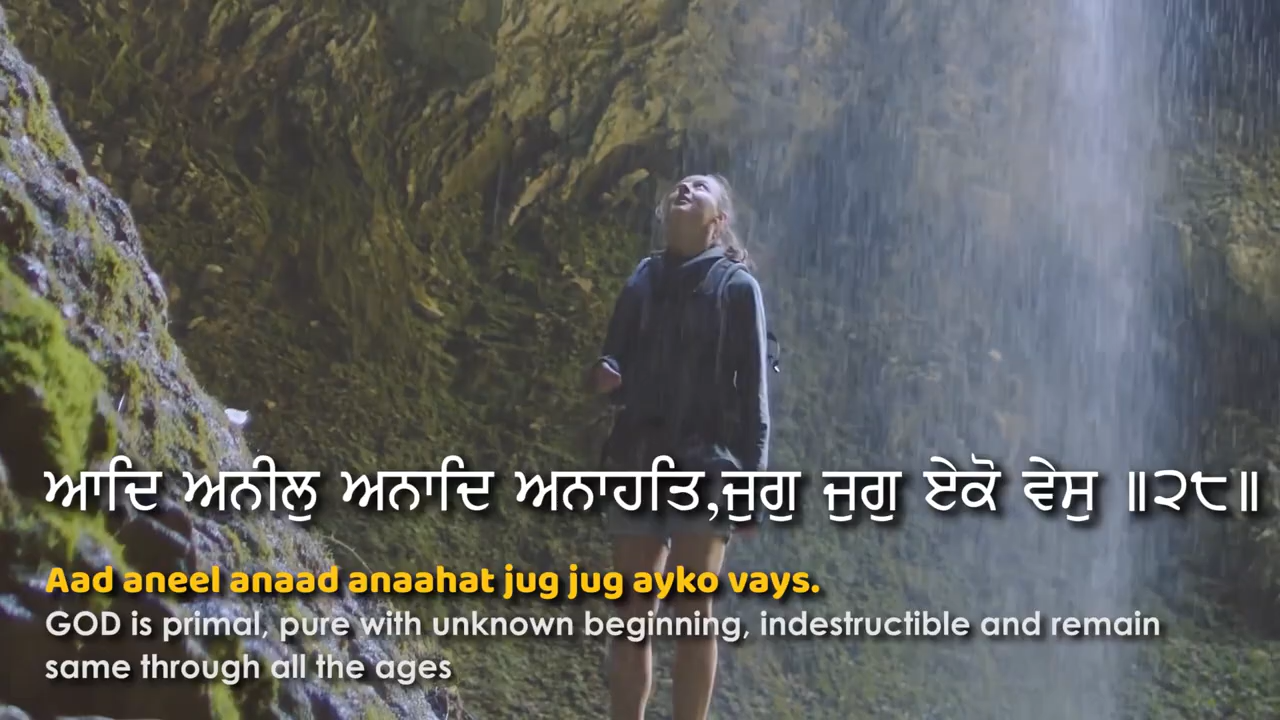 ਆਦਿ ਅਨੀਲੁ ਅਨਾਦਿ ਅਨਾਹਤਿ,ਜੁਗੁ ਜੁਗੁ ਏਕੋ ਵੇਸੁ ॥੨੮॥
Aad aneel anaad anaahat jug jug ayko vays.
GOD is primal, pure with unknown beginning, indestructible and remain
same through all the ages